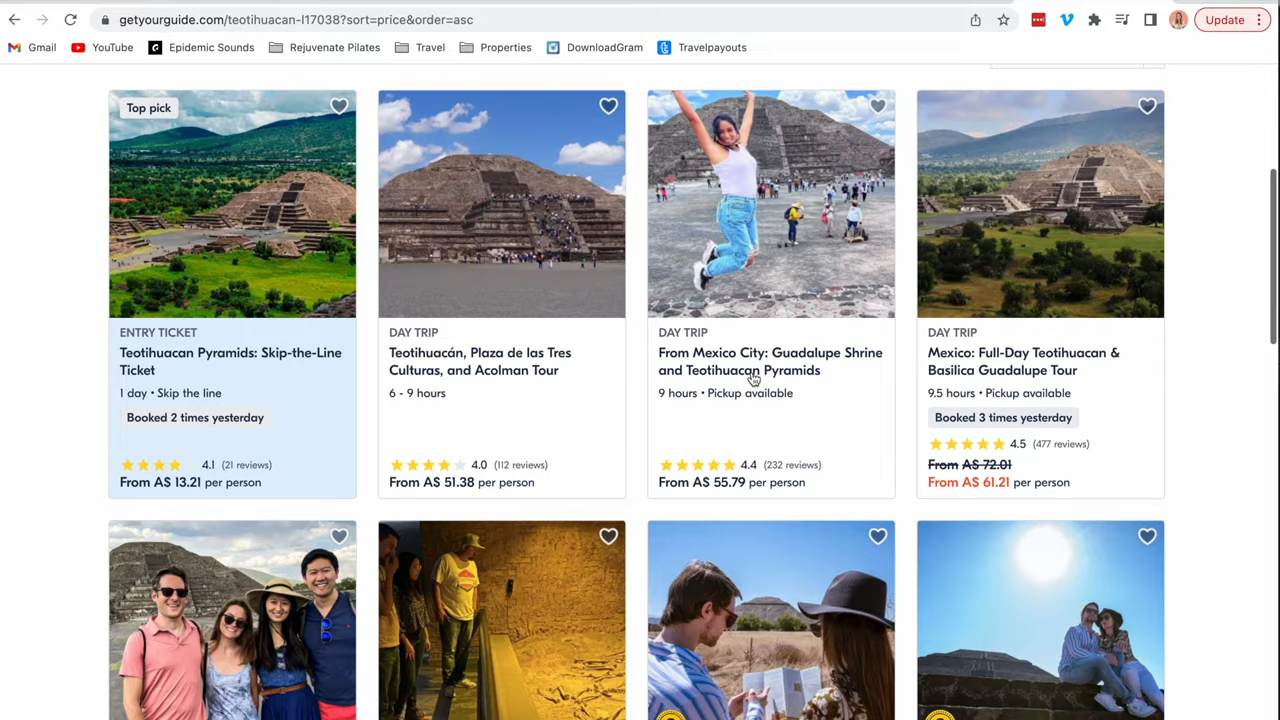 getyourguide.com/teotihuacan-l17038?sort=price&order=asc
Update
Gmail
YouTube
Epidemic Sounds
Rejuvenate Pilates
Travel
Properties
DownloadGram
Travelpayouts
Top pick
ENTRY TICKET
Teotihuacan Pyramids: Skip-the-Line
Ticket
1 day • Skip the line
Booked 2 times yesterday
4.1 (21 reviews)
From A$ 13.21 per person
DAY TRIP
Teotihuacán, Plaza de las Tres
Culturas, and Acolman Tour
6 - 9 hours
4.0 (112 reviews)
From A$ 51.38 per person
DAY TRIP
From Mexico City: Guadalupe Shrine
and Teotihuacan Pyramids
9 hours • Pickup available
4.4 (232 reviews)
From A$ 55.79 per person
DAY TRIP
Mexico: Full-Day Teotihuacan &
Basilica Guadalupe Tour
9.5 hours • Pickup available
Booked 3 times yesterday
4.5 (477 reviews)
From A$ 72.01
From A$ 61.21 per person